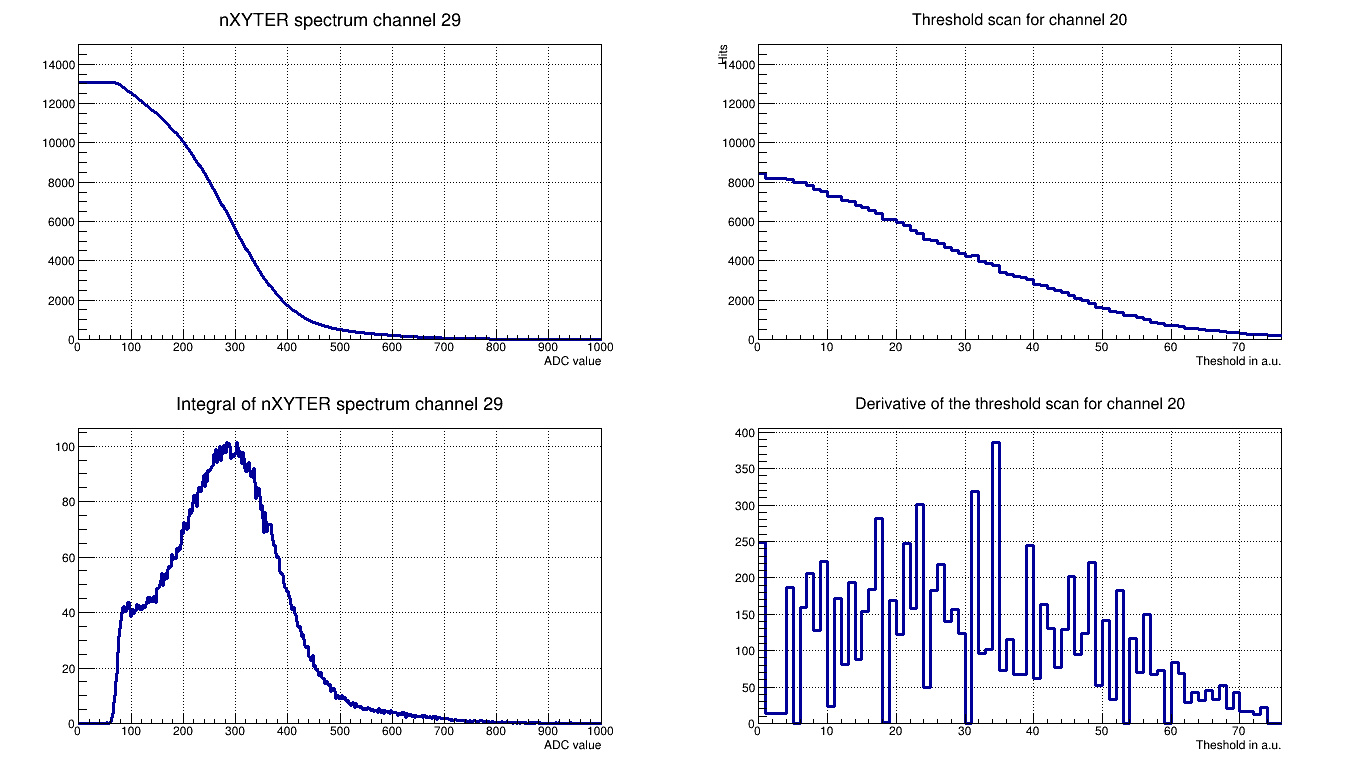 nXYTER spectrum channel 29
14000
12000
10000
8000
6000
4000
2000
0
0 100 200 300 400 500 600 700 800 900 1000
ADC value
Threshold scan for channel 20
Hits
14000
12000
10000
8000
6000
4000
2000
0
0 10 20 30 40 50 60 70
Theshold in a.u.
Integral of nXYTER spectrum channel 29
100
80
60
40
20
0
0 100 200 300 400 500 600 700 800 900 1000
ADC value
Derivative of the threshold scan for channel 20
400
350
300
250
200
150
100
50
0
0 10 20 30 40 50 60 70
Theshold in a.u.